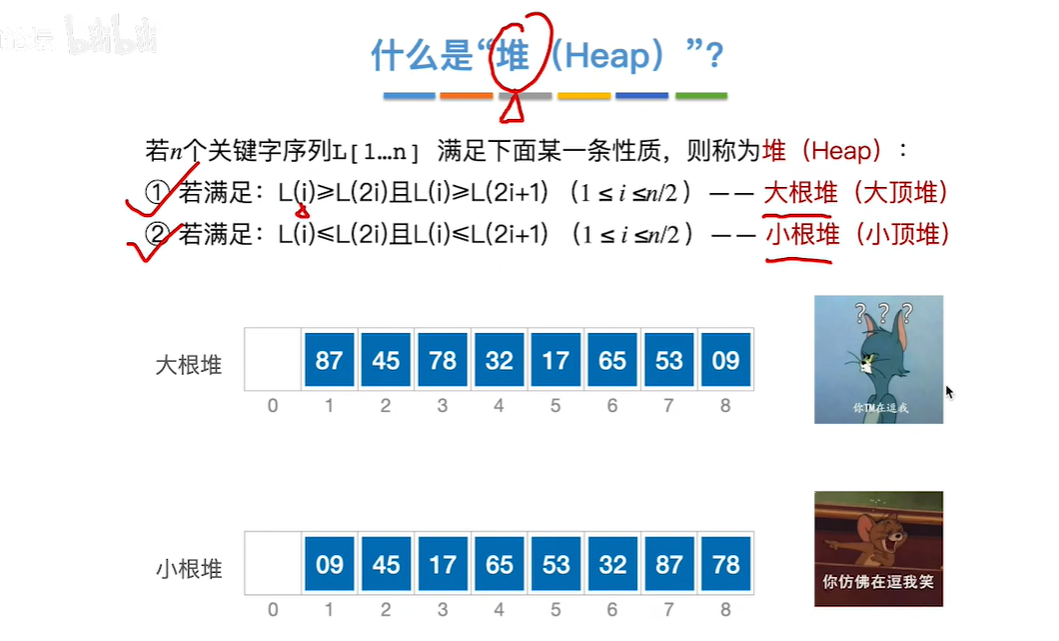 bilibili
什么是“堆（Heap）”?
若n个关键字序列L[1…n] 满足下面某一条性质，则称为堆（Heap）:
① 若满足：L(i)≥L(2i)且L(i)≥L(2i+1) （1 ≤ i ≤n/2 ）—— 大根堆（大顶堆）
② 若满足：L(i)≤L(2i)且L(i)≤L(2i+1) （1 ≤ i ≤n/2 ）—— 小根堆（小顶堆）
? ? ?
大根堆 87 45 78 32 17 65 53 09
0 1 2 3 4 5 6 7 8
你TM在逗我
小根堆 09 45 17 65 53 32 87 78
你仿佛在逗我笑
0 1 2 3 4 5 6 7 8